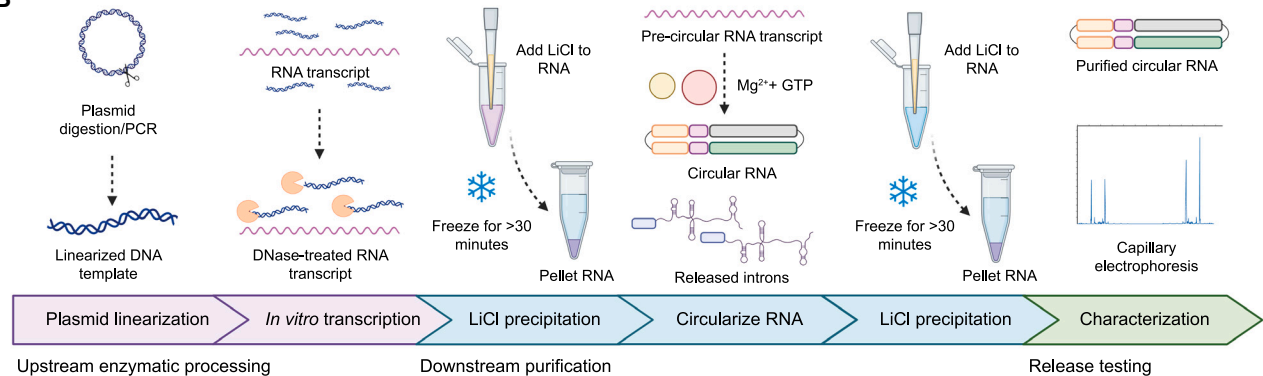 Plasmid
digestion/PCR
Linearized DNA
template
RNA transcript
DNase-treated RNA
transcript
Add LiCl to
RNA
Freeze for >30
minutes
Pellet RNA
Pre-circular RNA transcript
Mg²⁺+ GTP
Circular RNA
Released introns
Add LiCl to
RNA
Freeze for >30
minutes
Pellet RNA
Purified circular RNA
Capillary
electrophoresis
Plasmid linearization
In vitro transcription
LiCl precipitation
Circularize RNA
LiCl precipitation
Characterization
Upstream enzymatic processing
Downstream purification
Release testing